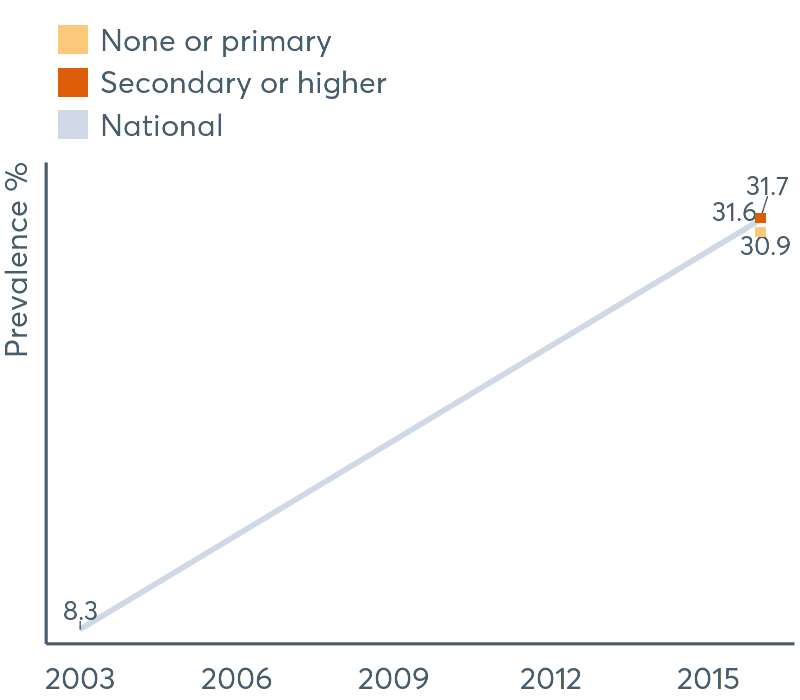 None or primary
Secondary or higher
National
Prevalence %
31.7
31.6
30.9
8.3
2003 2006 2009 2012 2015